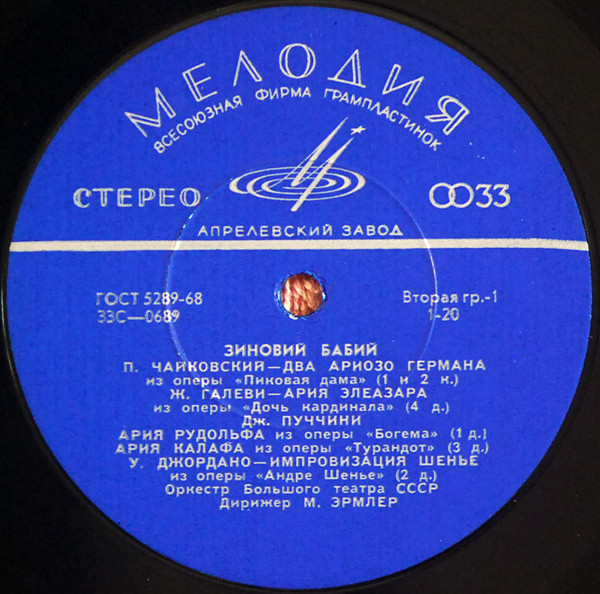 МЕЛОДИЯ
ВСЕСОЮЗНАЯ ФИРМА ГРАМПЛАСТИНОК
СТЕРЕО
33
АПРЕЛЕВСКИЙ ЗАВОД
ГОСТ 5289-68 Вторая гр.-1
33С—0689 1-20
ЗИНОВИЙ БАБИЙ
П. ЧАЙКОВСКИЙ—ДВА АРИОЗО ГЕРМАНА
из оперы «Пиковая дама» (1 и 2 к.)
Ж. ГАЛЕВИ—АРИЯ ЭЛЕАЗАРА
из оперы «Дочь кардинала» (4 д.)
Дж. ПУЧЧИНИ
АРИЯ РУДОЛЬФА из оперы «Богема» (1 д.)
АРИЯ КАЛАФА из оперы «Турандот» (3 д.)
У. ДЖОРДАНО—ИМПРОВИЗАЦИЯ ШЕНЬЕ
из оперы «Андре Шенье» (2 д.)
Оркестр Большого театра СССР
Дирижер М. ЭРМЛЕР